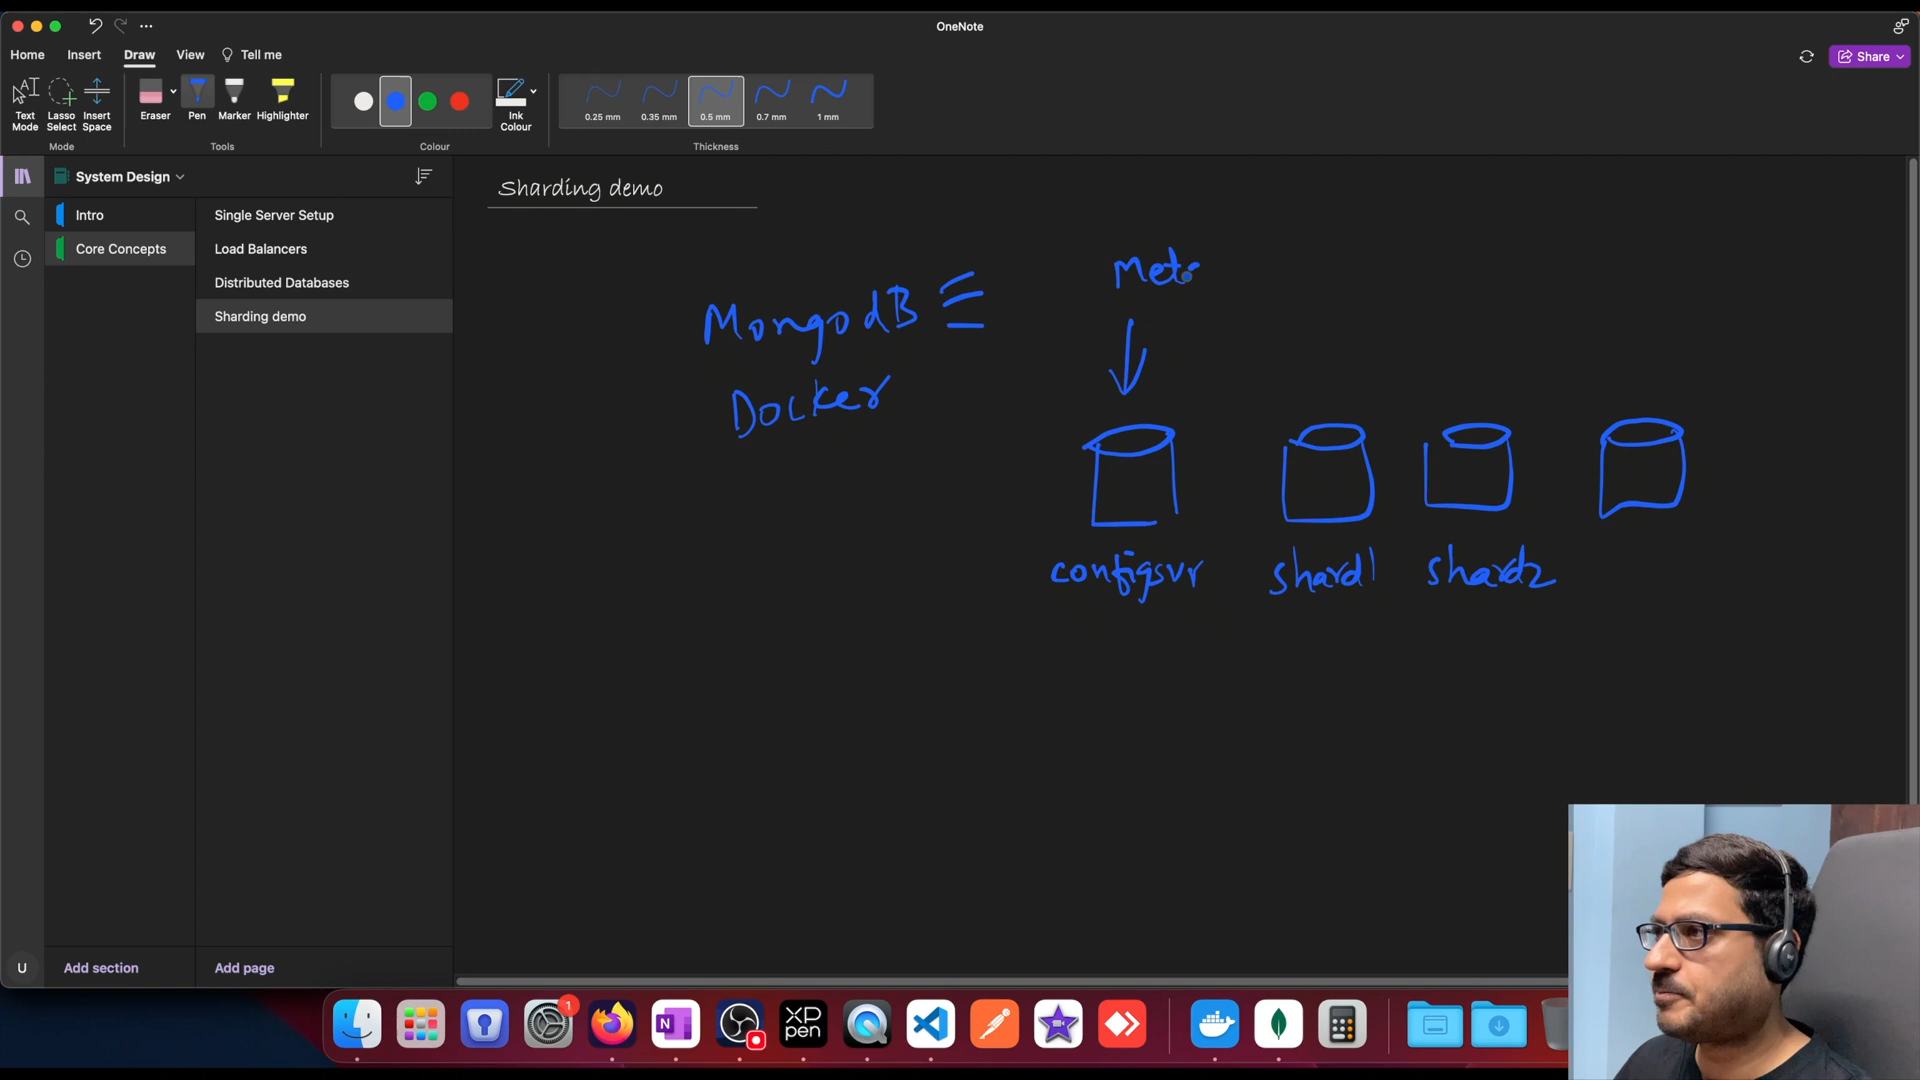 OneNote
Home Insert Draw View Tell me
Share
Text Mode
Lasso Select
Insert Space
Eraser
Pen
Marker
Highlighter
Ink Colour
0.25 mm
0.35 mm
0.5 mm
0.7 mm
1 mm
Mode
Tools
Colour
Thickness
System Design
Intro
Core Concepts
Single Server Setup
Load Balancers
Distributed Databases
Sharding demo
Sharding demo
Meta
MongodB
Docker
configsvr
shard1
shard2
U
Add section
Add page
1
N
XP
pen